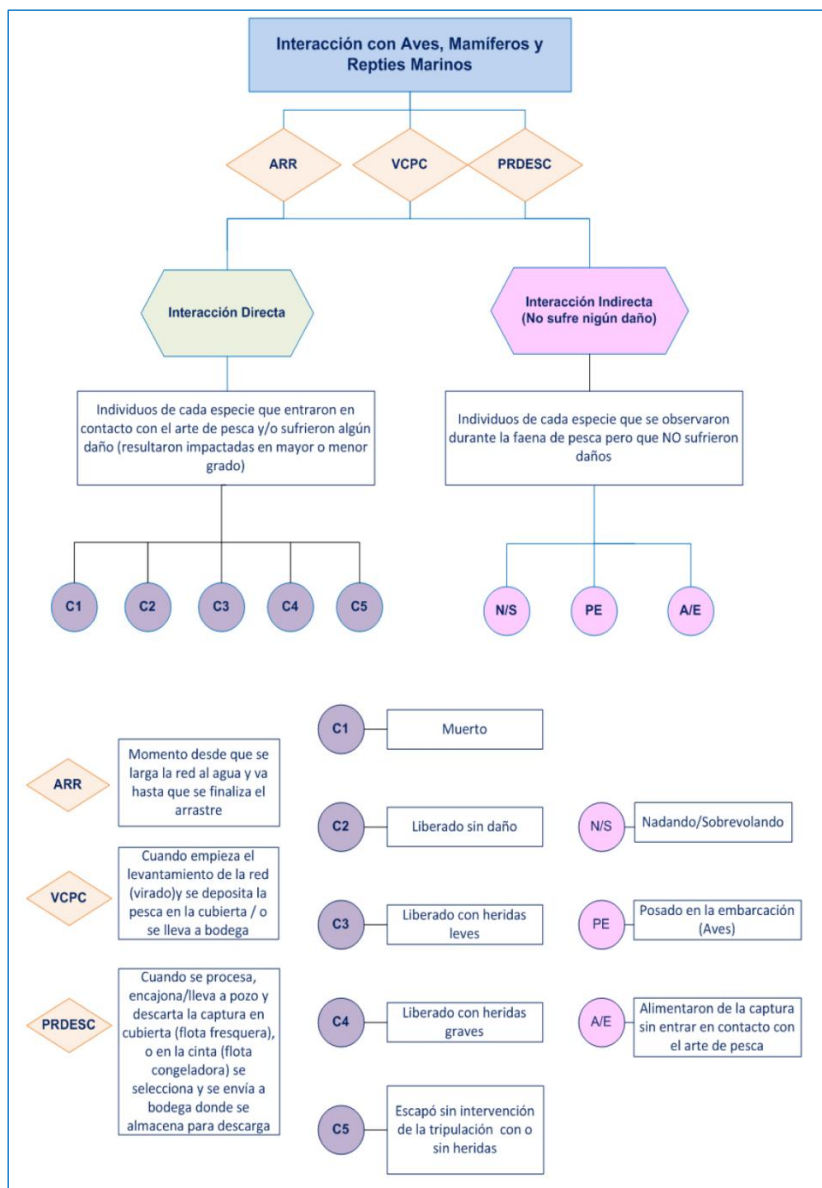 Interacción con Aves, Mamíferos y
Repties Marinos
ARR
VCPC
PRDESC
Interacción Directa
Interacción Indirecta
(No sufre nigún daño)
Individuos de cada especie que entraron en
contacto con el arte de pesca y/o sufrieron algún
daño (resultaron impactadas en mayor o menor
grado)
Individuos de cada especie que se observaron
durante la faena de pesca pero que NO sufrieron
daños
C1
C2
C3
C4
C5
N/S
PE
A/E
ARR
Momento desde que se
larga la red al agua y va
hasta que se finaliza el
arrastre
VCPC
Cuando empieza el
levantamiento de la red
(virado)y se deposita la
pesca en la cubierta / o
se lleva a bodega
PRDESC
Cuando se procesa,
encajona/lleva a pozo y
descarta la captura en
cubierta (flota fresquera),
o en la cinta (flota
congeladora) se
selecciona y se envía a
bodega donde se
almacena para descarga
C1
Muerto
C2
Liberado sin daño
C3
Liberado con heridas
leves
C4
Liberado con heridas
graves
C5
Escapó sin intervención
de la tripulación con o
sin heridas
N/S
Nadando/Sobrevolando
PE
Posado en la embarcación
(Aves)
A/E
Alimentaron de la captura
sin entrar en contacto con
el arte de pesca